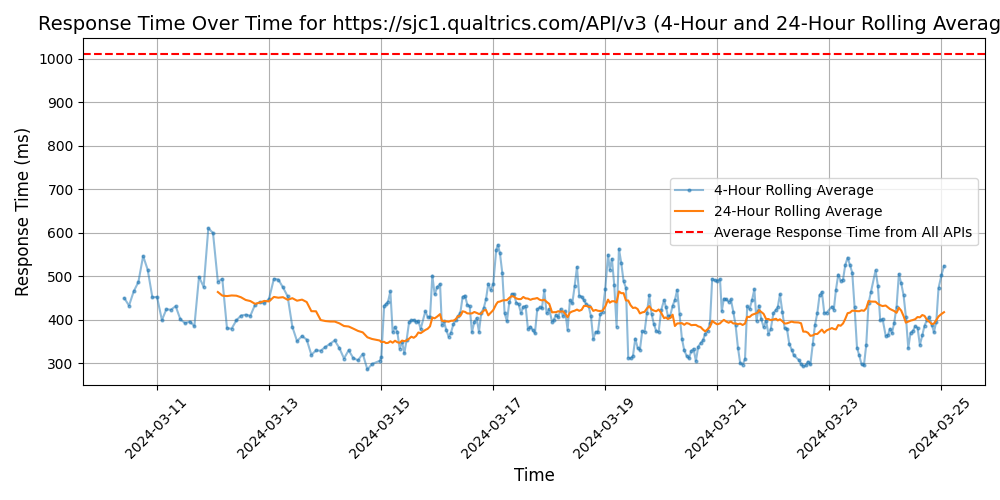 Response Time Over Time for https://sjc1.qualtrics.com/API/v3 (4-Hour and 24-Hour Rolling Averag
Response Time (ms)
1000
900
800
700
600
500
400
300
4-Hour Rolling Average
24-Hour Rolling Average
Average Response Time from All APIs
2024-03-11
2024-03-13
2024-03-15
2024-03-17
2024-03-19
2024-03-21
2024-03-23
2024-03-25
Time